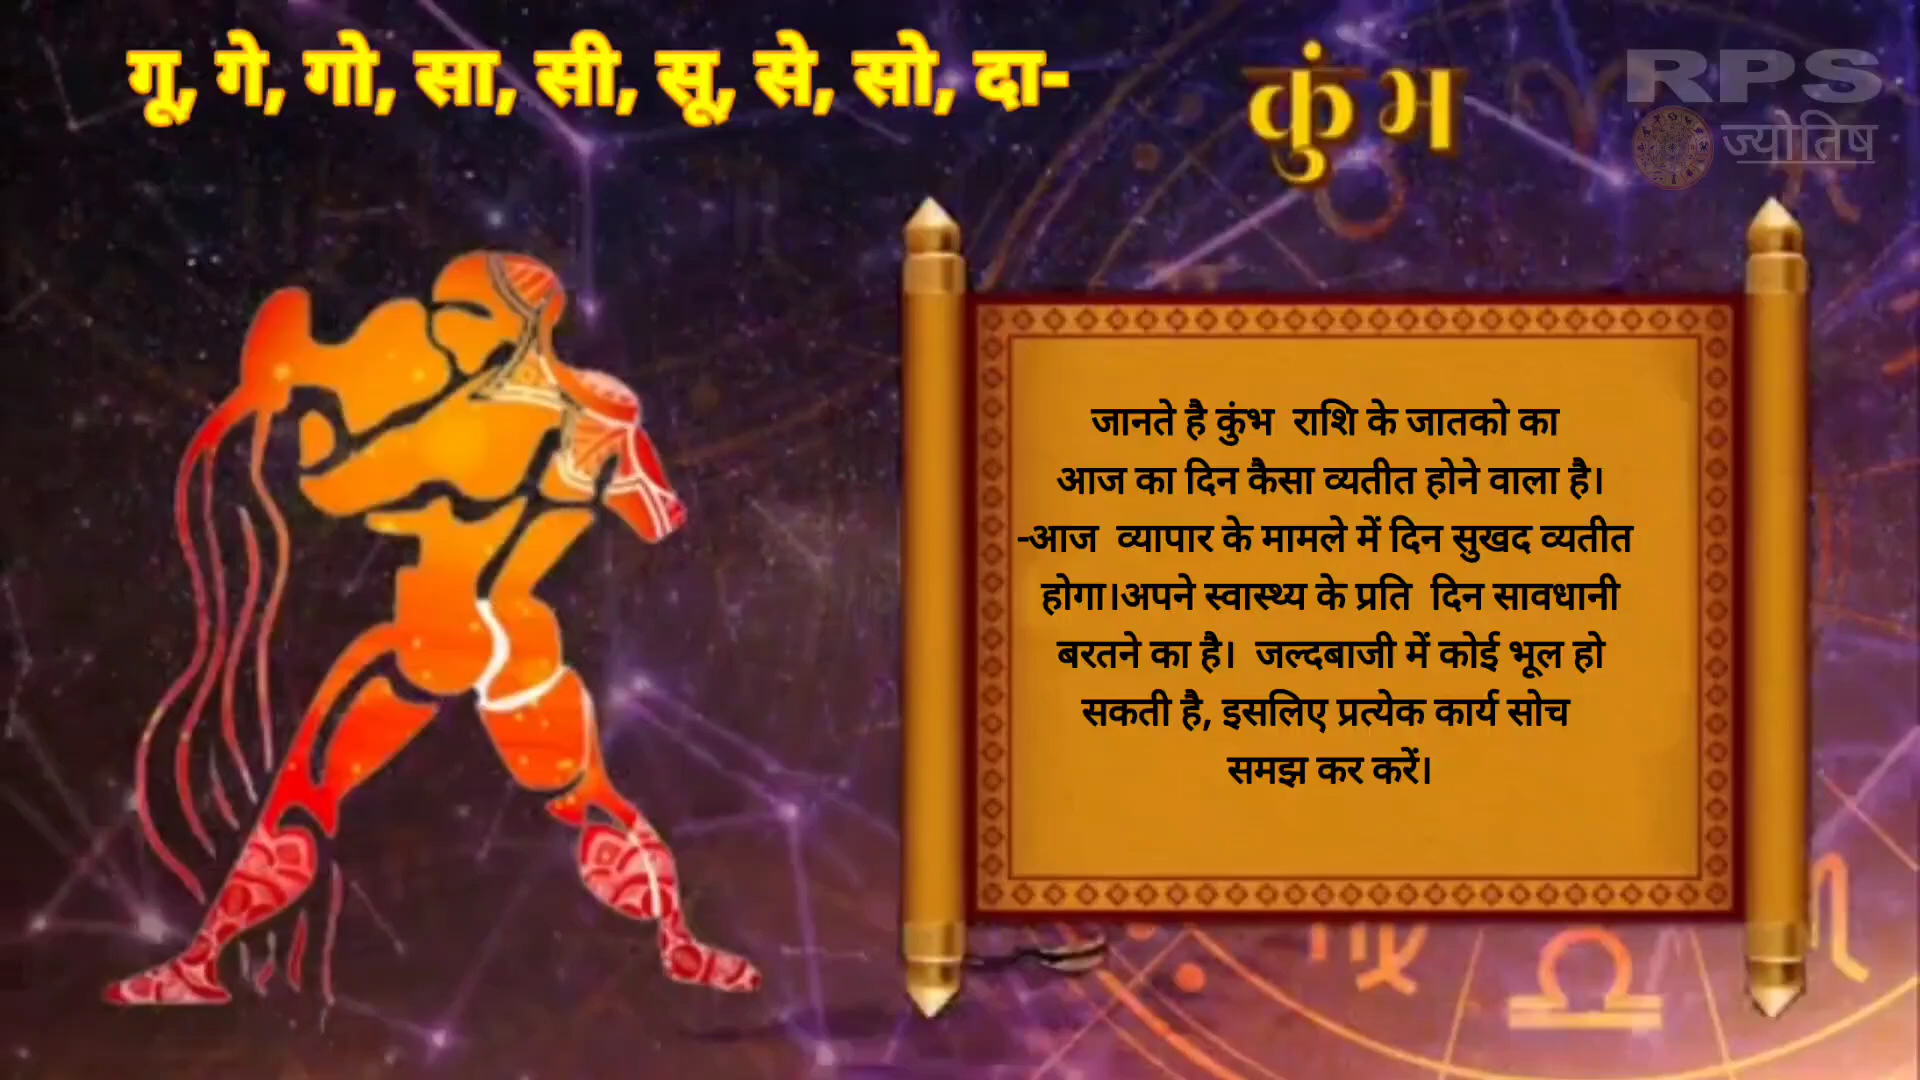 गू, गे, गो, सा, सी, सू, से, सो, दा-
कुंभ
RPS
ज्योतिष
जानते है कुंभ राशि के जातको का
आज का दिन कैसा व्यतीत होने वाला है।
-आज व्यापार के मामले में दिन सुखद व्यतीत
होगा।अपने स्वास्थ्य के प्रति दिन सावधानी
बरतने का है। जल्दबाजी में कोई भूल हो
सकती है, इसलिए प्रत्येक कार्य सोच
समझ कर करें।